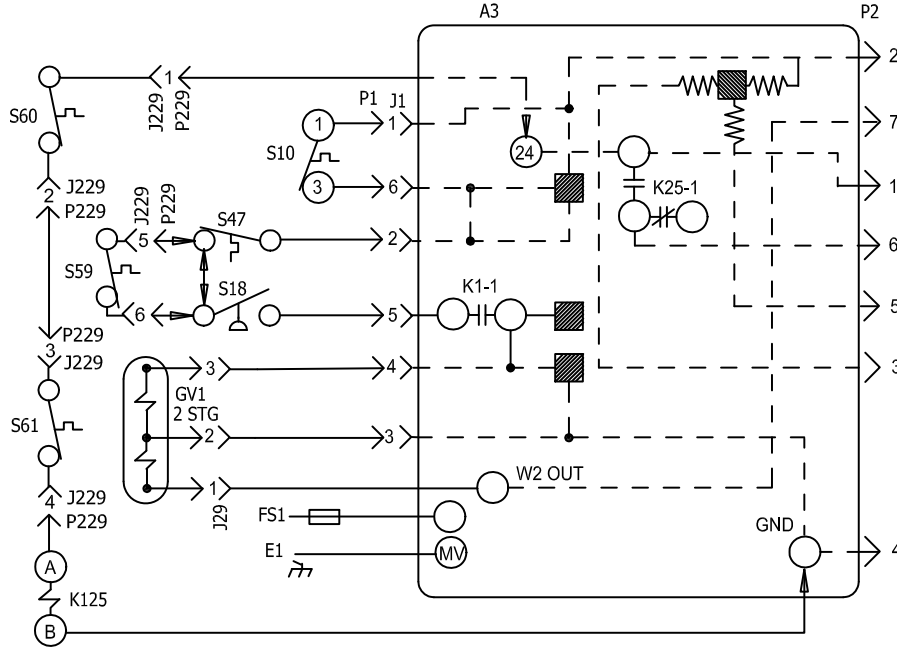 A3
P2
2
1
J229
P229
S60
P1
J1
1
1
7
S10
24
3
6
K25-1
1
2
J229
P229
J229
P229
S47
5
2
6
S59
S18
K1-1
6
5
5
P229
3
J229
3
4
3
GV1
2 STG
S61
2
3
1
J29
W2 OUT
4
J229
P229
FS1
GND
E1
MV
4
A
K125
B